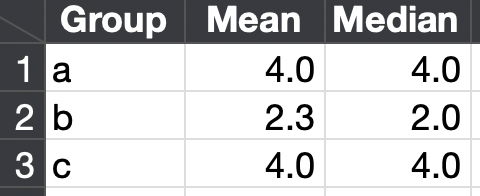 Group Mean Median
1 a 4.0 4.0
2 b 2.3 2.0
3 c 4.0 4.0